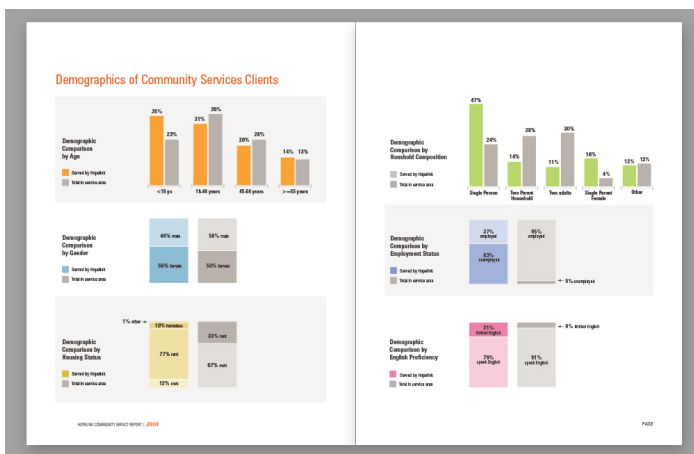 Demographics of Community Services Clients
Demographic
Comparison
by Age
Served by Hopelink
Total in service area
35%
23%
31%
36%
20%
28%
14%
13%
<18 yo
18-44 years
45-64 years
>=65 years
Demographic
Comparison
by Gender
Served by Hopelink
Total in service area
44% male
56% female
50% male
50% female
Demographic
Comparison by
Housing Status
Served by Hopelink
Total in service area
1% other
10% homeless
77% rent
12% own
33% rent
67% own
HOPELINK COMMUNITY IMPACT REPORT | 2018
Demographic
Comparison by
Houshold Composition
Served by Hopelink
Total in service area
47%
24%
14%
28%
11%
30%
4%
12%
13%
Single Person
Two Parent
Household
Two adults
Single Parent
Female
Other
Demographic
Comparison by
Employment Status
Served by Hopelink
Total in service area
37%
employed
63%
unemployed
95%
employed
5% unemployed
Demographic
Comparison by
English Proficiency
Served by Hopelink
Total in service area
21%
limited English
79%
speak English
9% limited English
91%
speak English
PAGE